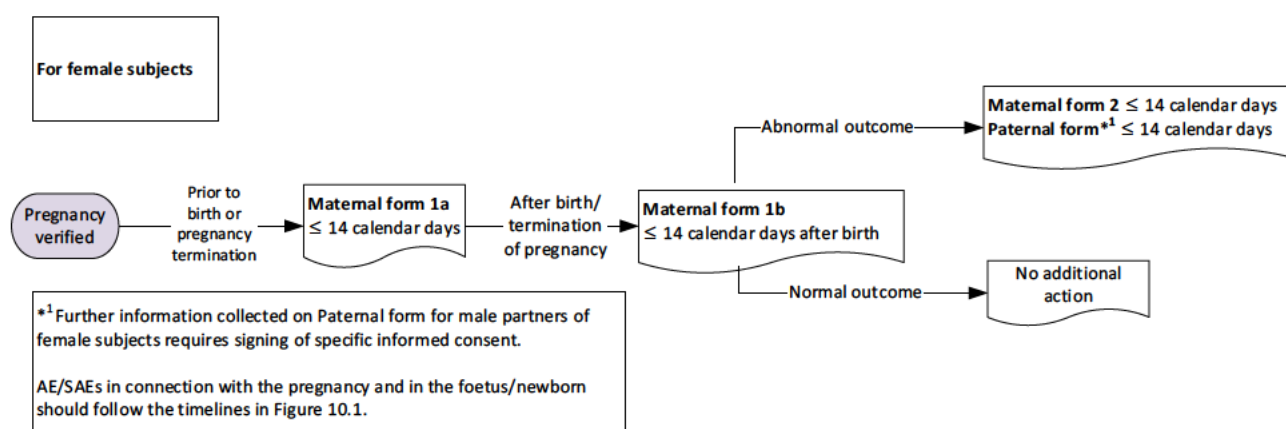 For female subjects
Pregnancy
verified
Prior to
birth or
pregnancy
termination
Maternal form 1a
≤ 14 calendar days
After birth/
termination
of pregnancy
Maternal form 1b
≤ 14 calendar days after birth
Abnormal outcome
Maternal form 2 ≤ 14 calendar days
Paternal form*¹ ≤ 14 calendar days
Normal outcome
No additional
action
*¹ Further information collected on Paternal form for male partners of
female subjects requires signing of specific informed consent.
AE/SAEs in connection with the pregnancy and in the foetus/newborn
should follow the timelines in Figure 10.1.